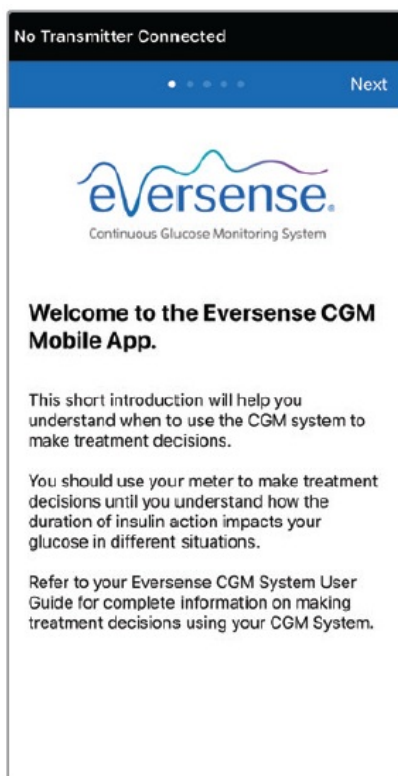 No Transmitter Connected
Next
eversense®
Continuous Glucose Monitoring System
Welcome to the Eversense CGM
Mobile App.
This short introduction will help you
understand when to use the CGM system to
make treatment decisions.
You should use your meter to make treatment
decisions until you understand how the
duration of insulin action impacts your
glucose in different situations.
Refer to your Eversense CGM System User
Guide for complete information on making
treatment decisions using your CGM System.